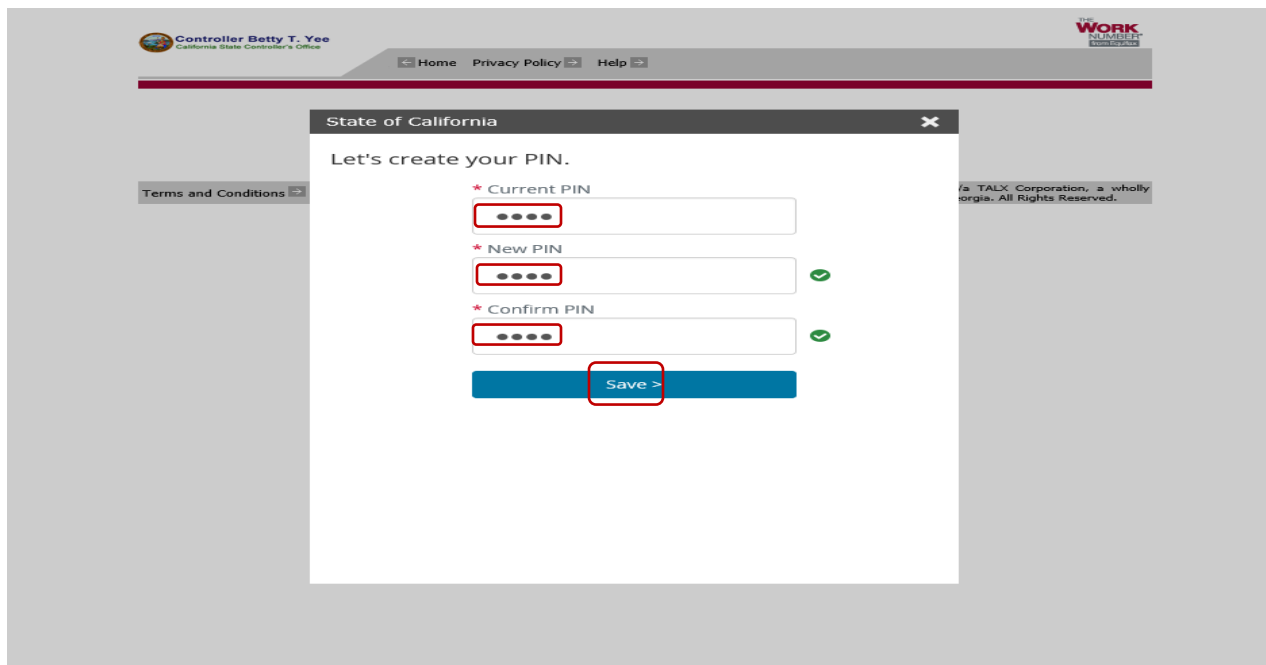 Controller Betty T. Yee
California State Controller's Office
THE
WORK
NUMBER®
from Equifax
Home Privacy Policy Help
State of California
Let's create your PIN.
Terms and Conditions
/a TALX Corporation, a wholly
eorgia. All Rights Reserved.
* Current PIN
●●●●
* New PIN
●●●●
* Confirm PIN
●●●●
Save >